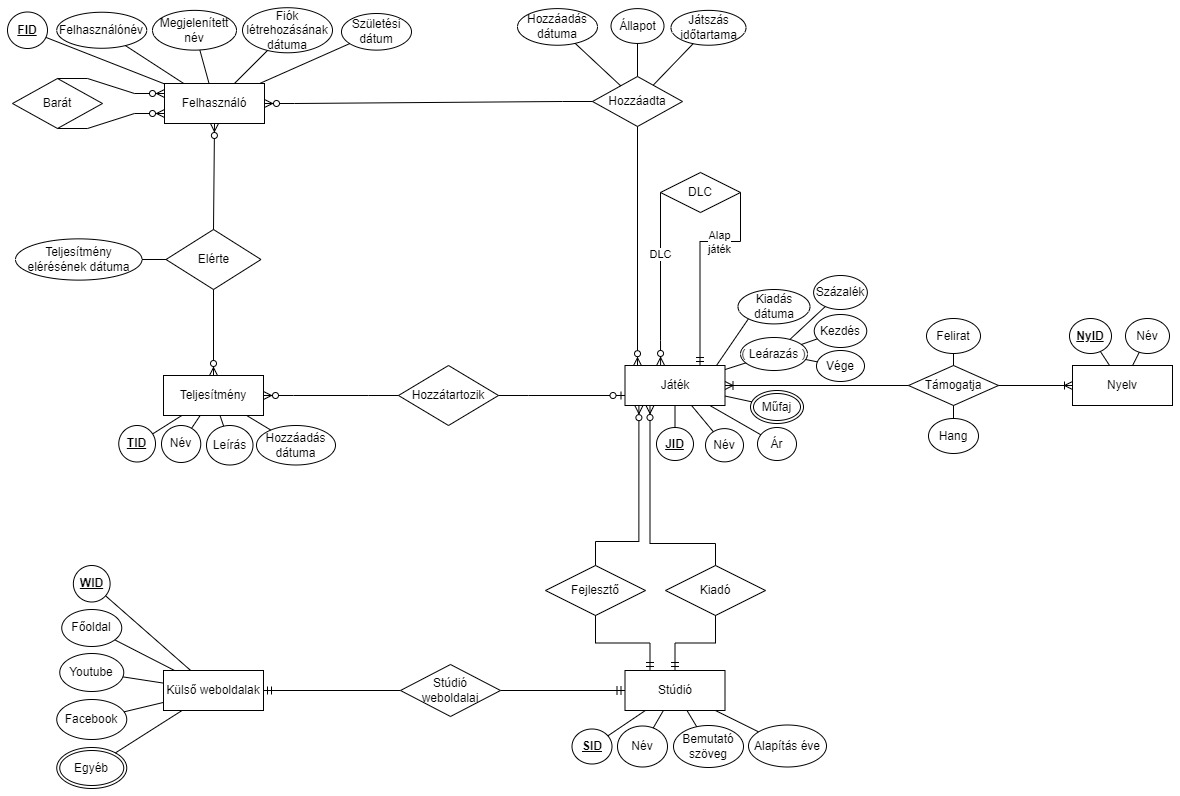 FID
Felhasználónév
Megjelenített
név
Fiók
létrehozásának
dátuma
Születési
dátum
Hozzáadás
dátuma
Állapot
Játszás
időtartama
Barát
Felhasználó
Hozzáadta
DLC
Alap
játék
DLC
Teljesítmény
elérésének dátuma
Elérte
Kiadás
dátuma
Százalék
Leárazás
Kezdés
Vége
Felirat
NyID
Név
Teljesítmény
Hozzátartozik
Játék
Támogatja
Nyelv
Műfaj
TID
Név
Leírás
Hozzáadás
dátuma
JID
Név
Ár
Hang
WID
Fejlesztő
Kiadó
Főoldal
Youtube
Külső weboldalak
Stúdió
weboldalai
Stúdió
Facebook
Egyéb
SID
Név
Bemutató
szöveg
Alapítás éve